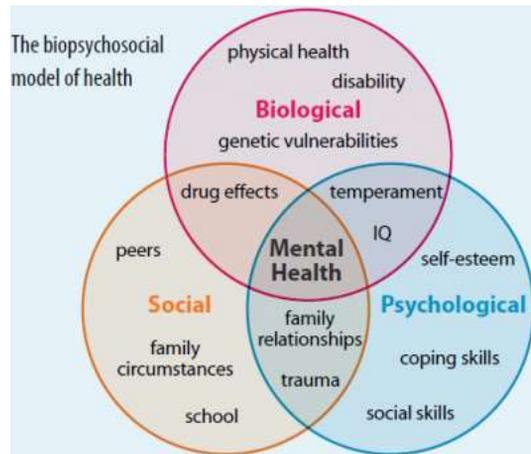 The biopsychosocial
model of health
physical health
disability
Biological
genetic vulnerabilities
drug effects
temperament
IQ
Mental
Health
peers
self-esteem
Social
Psychological
family
relationships
family
circumstances
coping skills
trauma
school
social skills